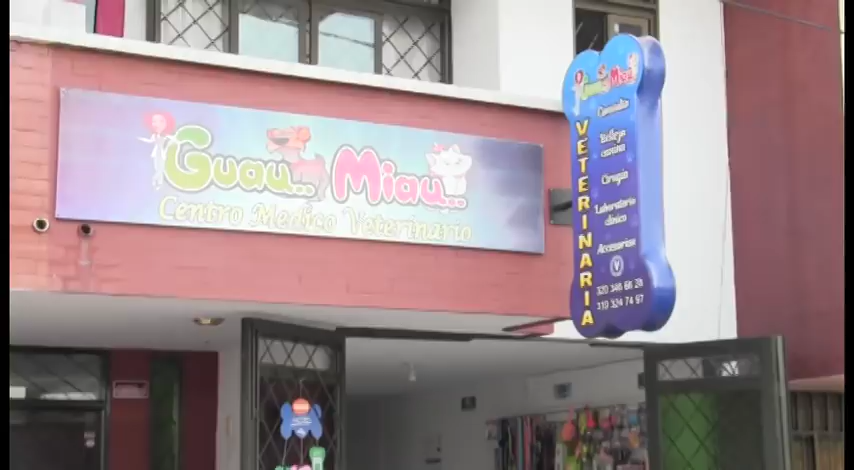 Guau.. Miau..
Centro Medico Veterinario
VETERINARIA
Consulta
Belleza
canina
Cirugía
Laboratorio
clínico
Accesorios
320 346 66 28
310 324 74 97